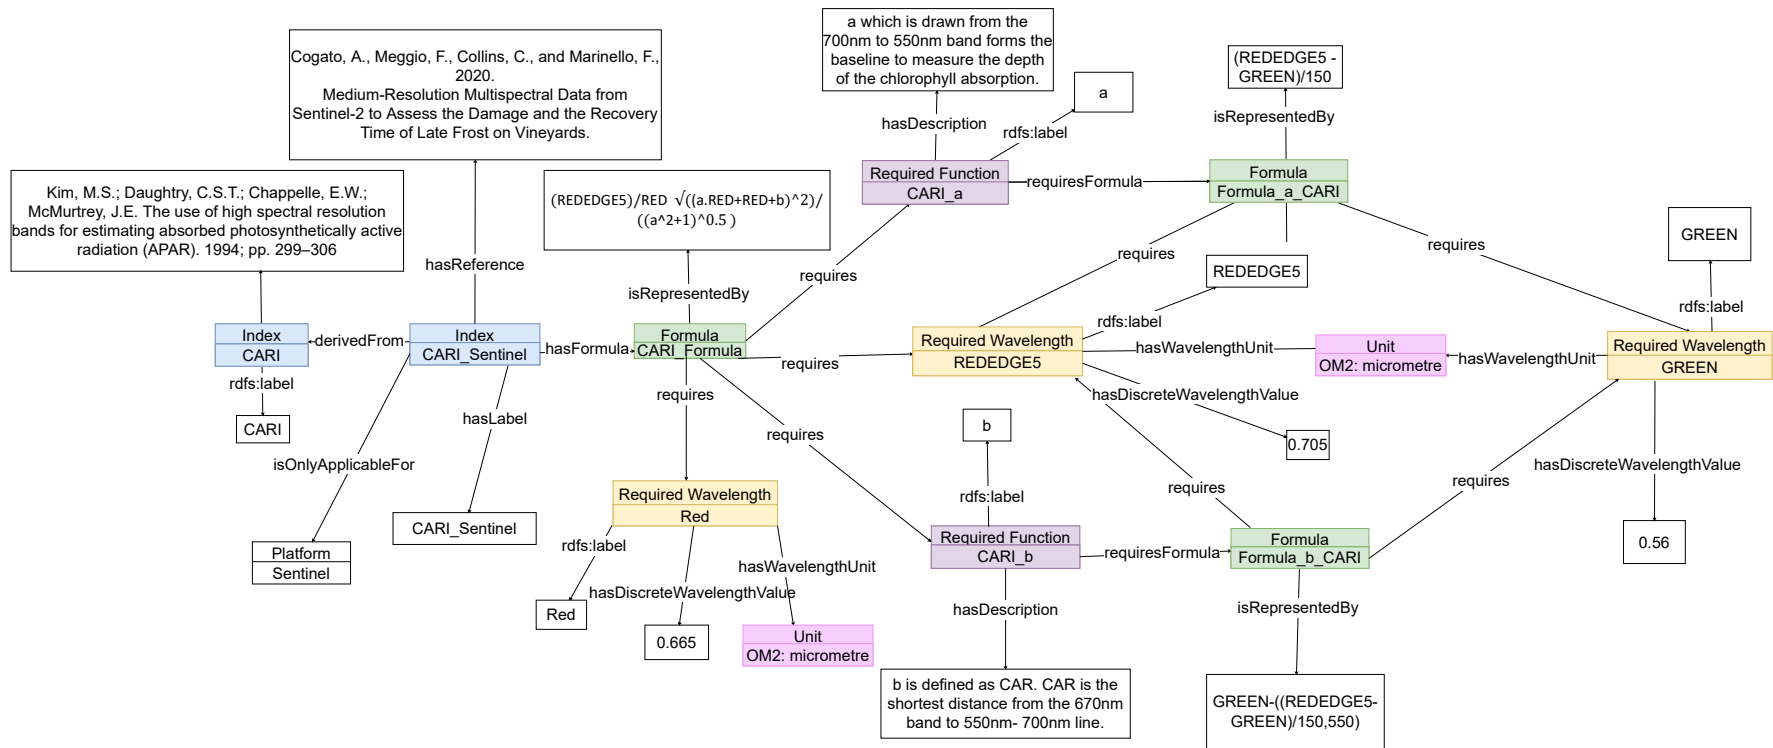 a which is drawn from the
700nm to 550nm band forms the
baseline to measure the depth
of the chlorophyll absorption.
Cogato, A., Meggio, F., Collins, C., and Marinello, F.,
2020.
Medium-Resolution Multispectral Data from
Sentinel-2 to Assess the Damage and the Recovery
Time of Late Frost on Vineyards.
(REDEDGE5 -
GREEN)/150
a
hasDescription
rdfs:label
isRepresentedBy
Kim, M.S.; Daughtry, C.S.T.; Chappelle, E.W.;
McMurtrey, J.E. The use of high spectral resolution
bands for estimating absorbed photosynthetically active
radiation (APAR). 1994; pp. 299–306
(REDEDGE5)/RED √((a.RED+RED+b)^2)/
((a^2+1)^0.5 )
Required Function
CARI_a
requiresFormula
Formula
Formula_a_CARI
hasReference
requires
requires
requires
GREEN
REDEDGE5
isRepresentedBy
rdfs:label
rdfs:label
Index
CARI
derivedFrom
Index
CARI_Sentinel
hasFormula
Formula
CARI_Formula
requires
Required Wavelength
REDEDGE5
hasWavelengthUnit
Unit
OM2: micrometre
hasWavelengthUnit
Required Wavelength
GREEN
rdfs:label
CARI
hasLabel
requires
requires
hasDiscreteWavelengthValue
b
0.705
isOnlyApplicableFor
hasDiscreteWavelengthValue
requires
requires
Required Wavelength
Red
rdfs:label
CARI_Sentinel
Platform
Sentinel
rdfs:label
hasWavelengthUnit
hasDiscreteWavelengthValue
Required Function
CARI_b
requiresFormula
Formula
Formula_b_CARI
0.56
Red
0.665
Unit
OM2: micrometre
hasDescription
isRepresentedBy
b is defined as CAR. CAR is the
shortest distance from the 670nm
band to 550nm- 700nm line.
GREEN-((REDEDGE5-
GREEN)/150,550)